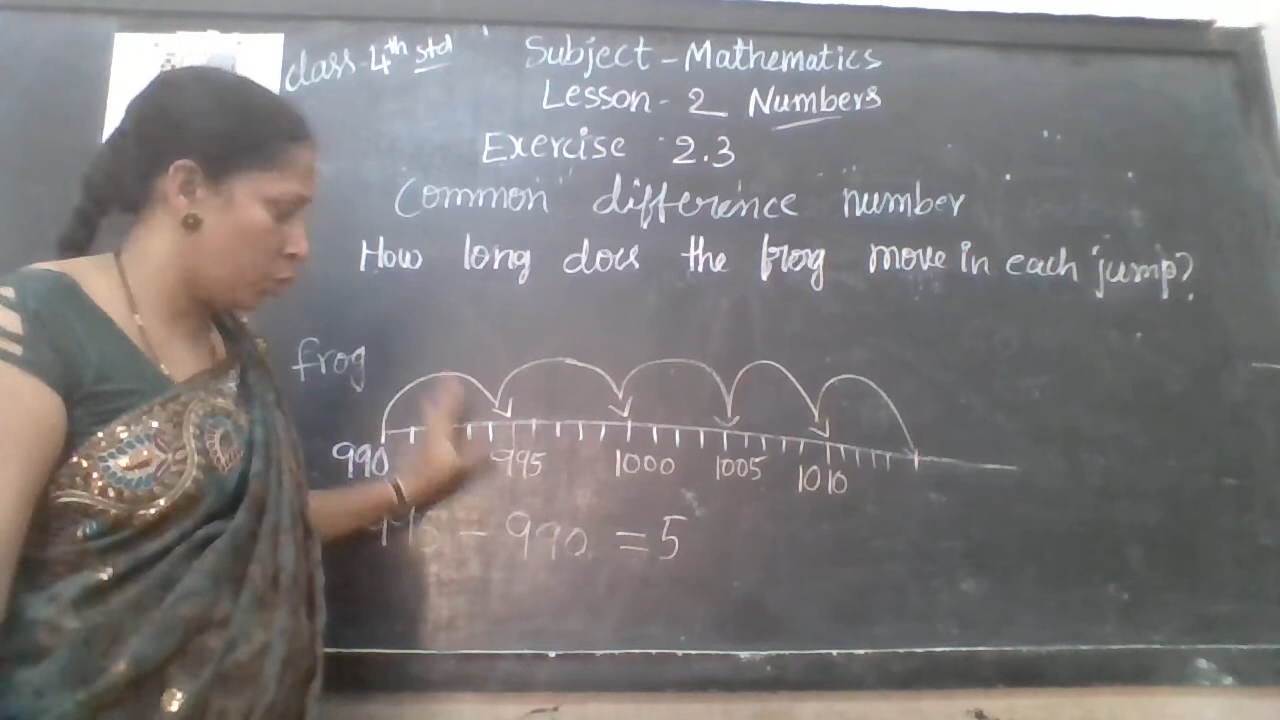 class-4th std
Subject - Mathematics
Lesson - 2 Numbers
Exercise 2.3
Common difference number
How long does the frog move in each jump?
frog
990 995 1000 1005 1010
- 990 = 5